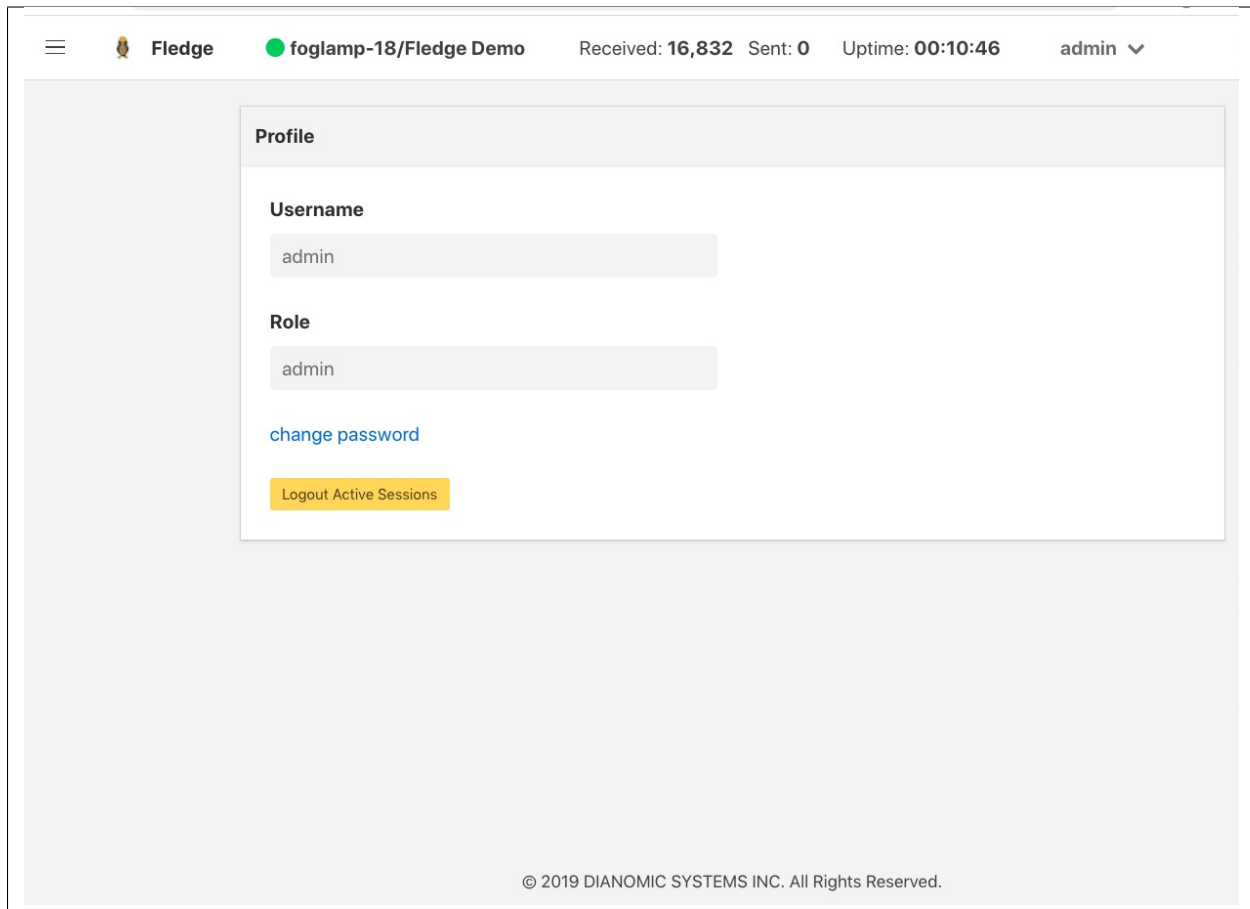 Fledge foglamp-18/Fledge Demo Received: 16,832 Sent: 0 Uptime: 00:10:46 admin
Profile
Username
admin
Role
admin
change password
Logout Active Sessions
© 2019 DIANOMIC SYSTEMS INC. All Rights Reserved.